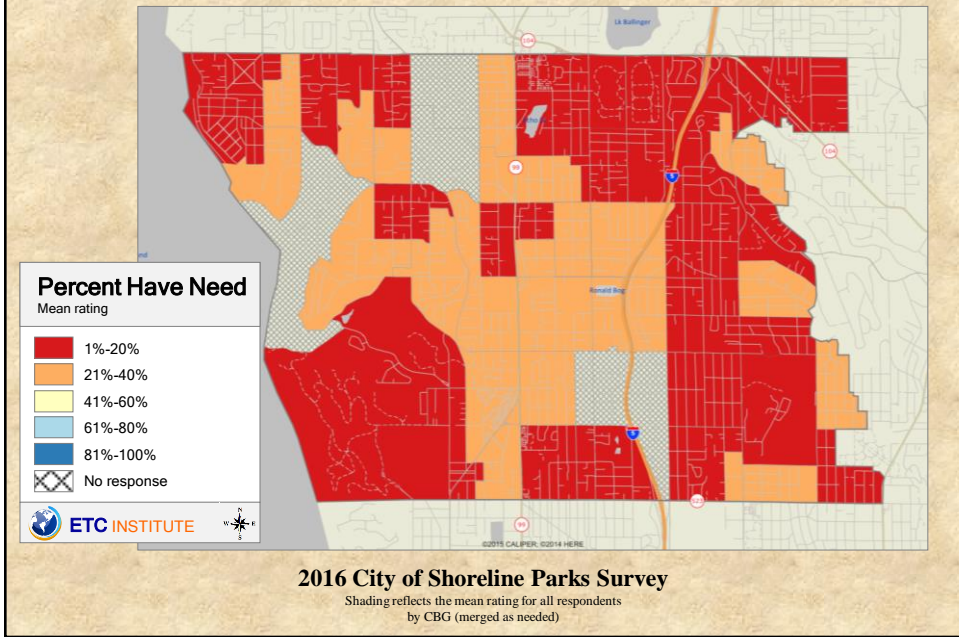 Lk Ballinger
104
99
5
104
nd
Ronald Bog
Percent Have Need
Mean rating
1%-20%
21%-40%
41%-60%
61%-80%
81%-100%
No response
ETC INSTITUTE
N
W E
S
5
523
99
©2015 CALIPER; ©2014 HERE
2016 City of Shoreline Parks Survey
Shading reflects the mean rating for all respondents
by CBG (merged as needed)